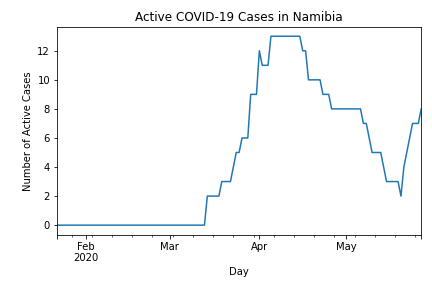 Active COVID-19 Cases in Namibia
Number of Active Cases
12
10
8
6
4
2
0
Feb
2020
Mar
Apr
May
Day